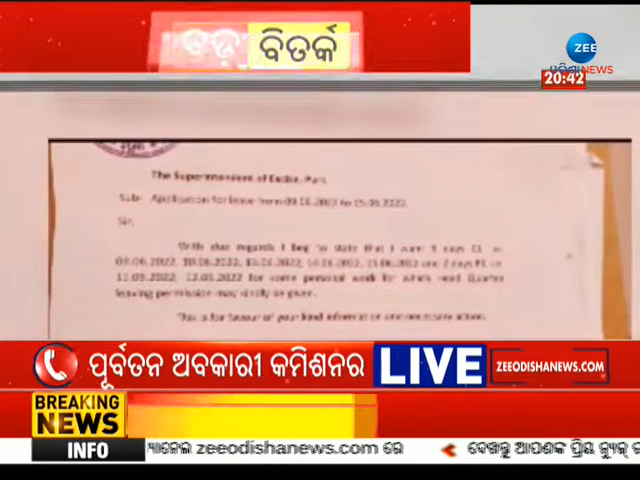 ବିତର୍କ
ZEE
ଓଡ଼ିଶାNEWS
20:42
The Superintendent of Excise, Puri.
Sub: Application for leave from 09.06.2022 to 15.06.2022.
Sir,
With due regards I beg to state that I want 5 days CL on
09.06.2022, 10.06.2022, 13.06.2022, 14.06.2022, 15.06.2022 and 2 days
11.06.2022, 12.06.2022 for some personal work for which Head Quarter
leaving permission may kindly be given.
This is for favour of your kind information and necessary action.
ପୂର୍ବତନ ଅବକାରୀ କମିଶନର LIVE ZEEODISHANEWS.COM
BREAKING
NEWS
INFO ଚ୍ୟାନେଲ zeeodishanews.com ରେ ଦେଖନ୍ତୁ ଆପଣଙ୍କ ପ୍ରିୟ ନ୍ୟୁଜ୍